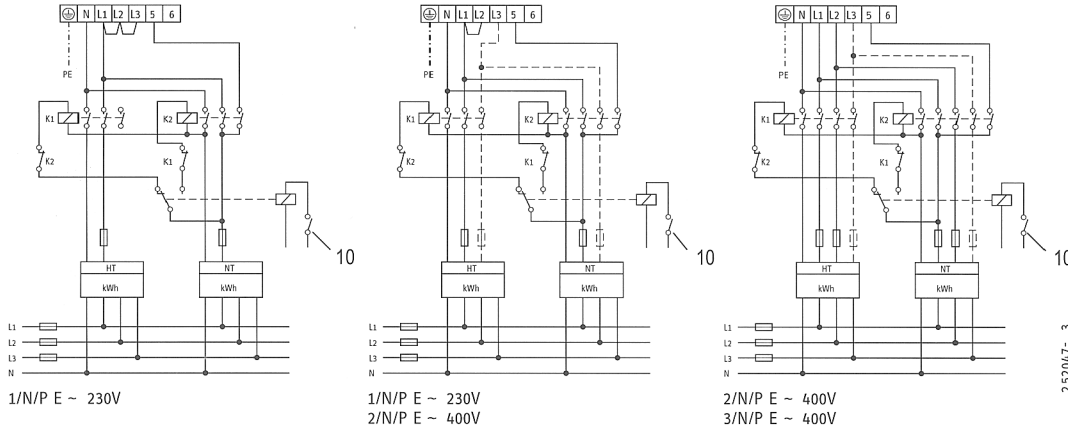 N L1 L2 L3 5 6
PE
K1
K2
K2
K1
10
HT
kWh
NT
kWh
L1
L2
L3
N
1/N/P E ~ 230V
N L1 L2 L3 5 6
PE
K1
K2
K2
K1
10
HT
kWh
NT
kWh
L1
L2
L3
N
1/N/P E ~ 230V
2/N/P E ~ 400V
N L1 L2 L3 5 6
PE
K1
K2
K2
K1
10
HT
kWh
NT
kWh
L1
L2
L3
N
2/N/P E ~ 400V
3/N/P E ~ 400V